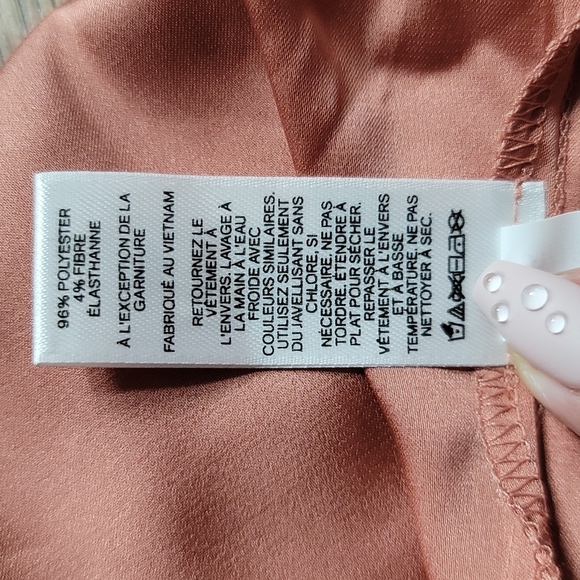 96% POLYESTER
4% FIBRE
ÉLASTHANNE
À L'EXCEPTION DE LA
GARNITURE
FABRIQUÉ AU VIETNAM
RETOURNEZ LE
VÊTEMENT À
L'ENVERS. LAVAGE À
LA MAIN À L'EAU
FROIDE AVEC
COULEURS SIMILAIRES.
UTILISEZ SEULEMENT
DU JAVELLISANT SANS
CHLORE, SI
NÉCESSAIRE. NE PAS
TORDRE. ÉTENDRE À
PLAT POUR SÉCHER.
REPASSER LE
VÊTEMENT À L'ENVERS
ET À BASSE
TEMPÉRATURE. NE PAS
NETTOYER À SEC.